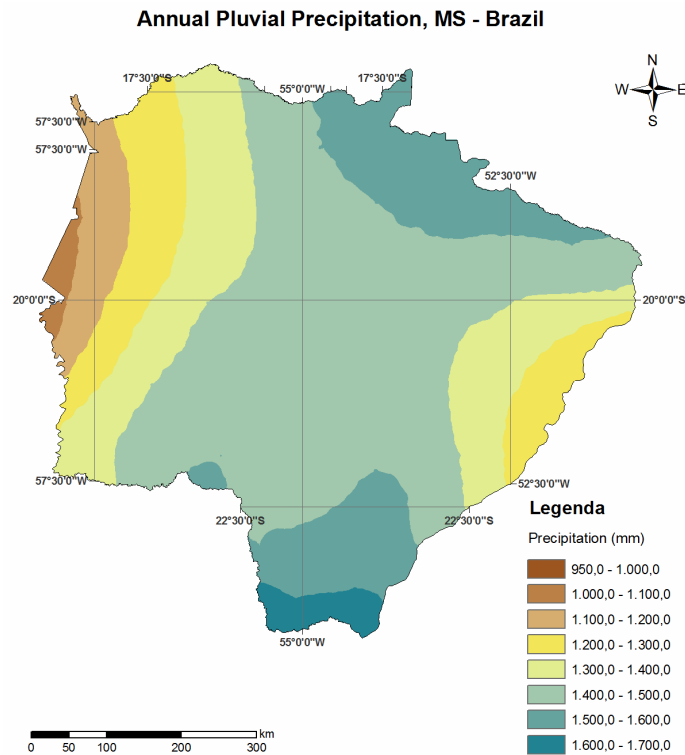 Annual Pluvial Precipitation, MS - Brazil
N
W E
S
17°30'0"S 55°0'0"W 17°30'0"S
57°30'0"W
57°30'0"W
52°30'0"W
20°0'0"S 20°0'0"S
57°30'0"W 52°30'0"W
22°30'0"S 22°30'0"S
55°0'0"W
Legenda
Precipitation (mm)
950,0 - 1.000,0
1.000,0 - 1.100,0
1.100,0 - 1.200,0
1.200,0 - 1.300,0
1.300,0 - 1.400,0
1.400,0 - 1.500,0
1.500,0 - 1.600,0
1.600,0 - 1.700,0
km
0 50 100 200 300